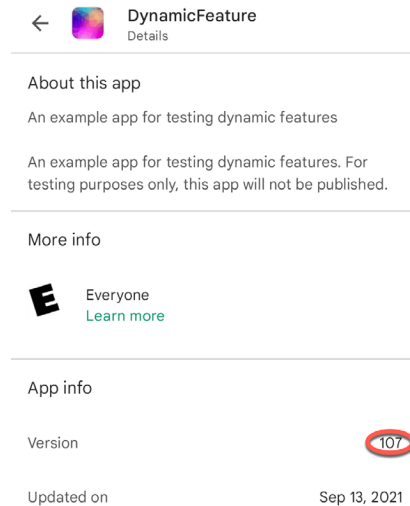 DynamicFeature
Details
About this app
An example app for testing dynamic features
An example app for testing dynamic features. For
testing purposes only, this app will not be published.
More info
E
Everyone
Learn more
App info
Version 107
Updated on Sep 13, 2021